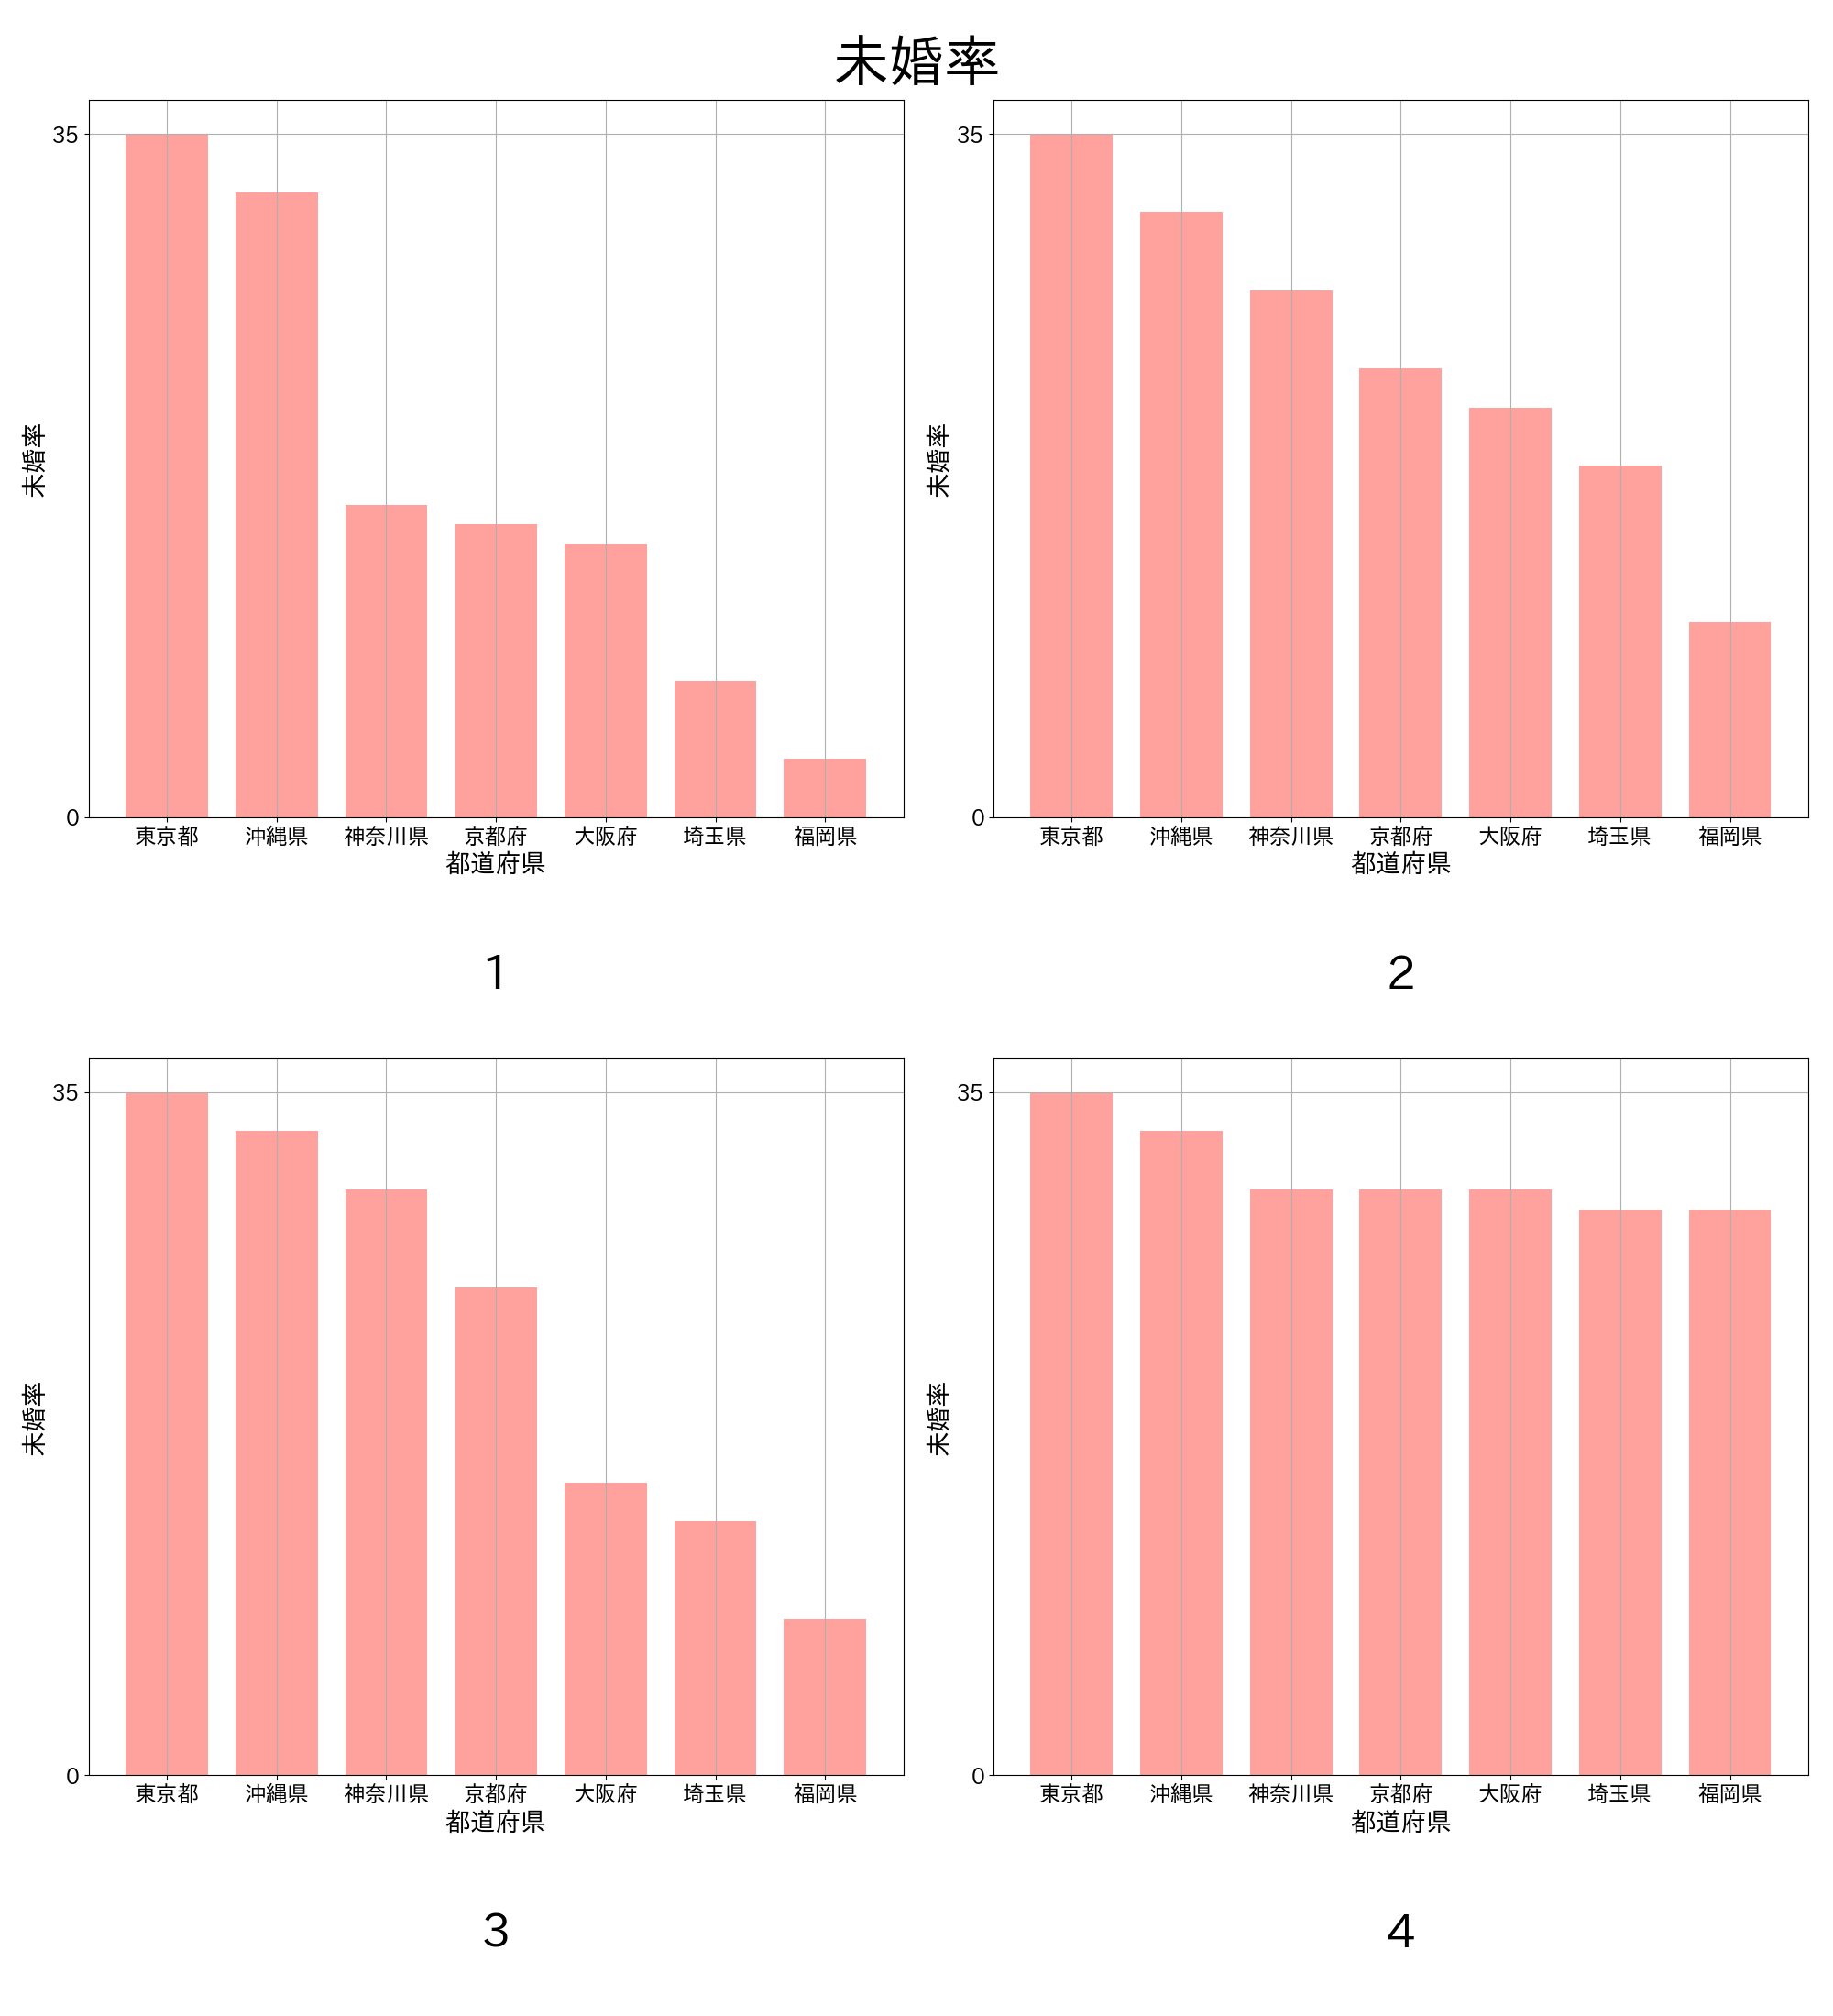 未婚率
35
未婚率
0
東京都 沖縄県 神奈川県 京都府 大阪府 埼玉県 福岡県
都道府県
1
35
未婚率
0
東京都 沖縄県 神奈川県 京都府 大阪府 埼玉県 福岡県
都道府県
2
35
未婚率
0
東京都 沖縄県 神奈川県 京都府 大阪府 埼玉県 福岡県
都道府県
3
35
未婚率
0
東京都 沖縄県 神奈川県 京都府 大阪府 埼玉県 福岡県
都道府県
4